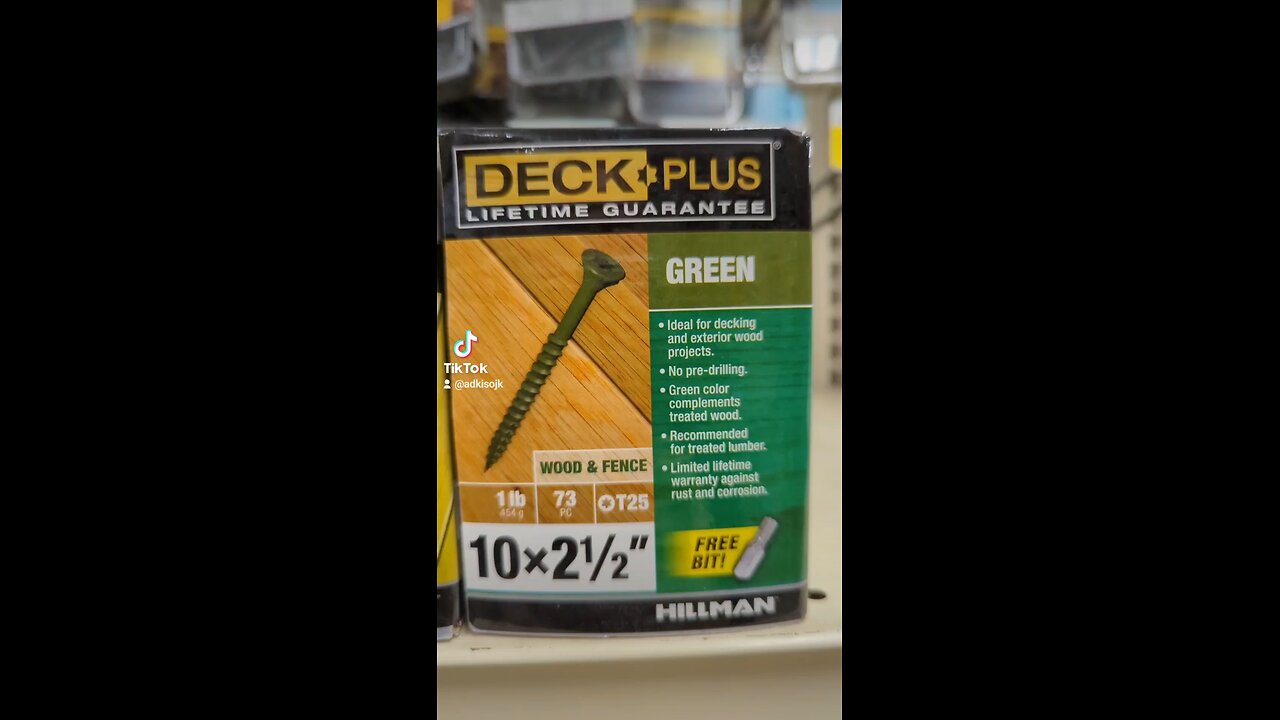 DECK PLUS®
LIFETIME GUARANTEE
GREEN
• Ideal for decking
and exterior wood
projects.
• No pre-drilling.
• Green color
complements
treated wood.
• Recommended
for treated lumber.
• Limited lifetime
warranty against
rust and corrosion.
TikTok
@adkisojk
WOOD & FENCE
1 lb
454 g
73
PC
T25
10×2½"
FREE
BIT!
HILLMAN